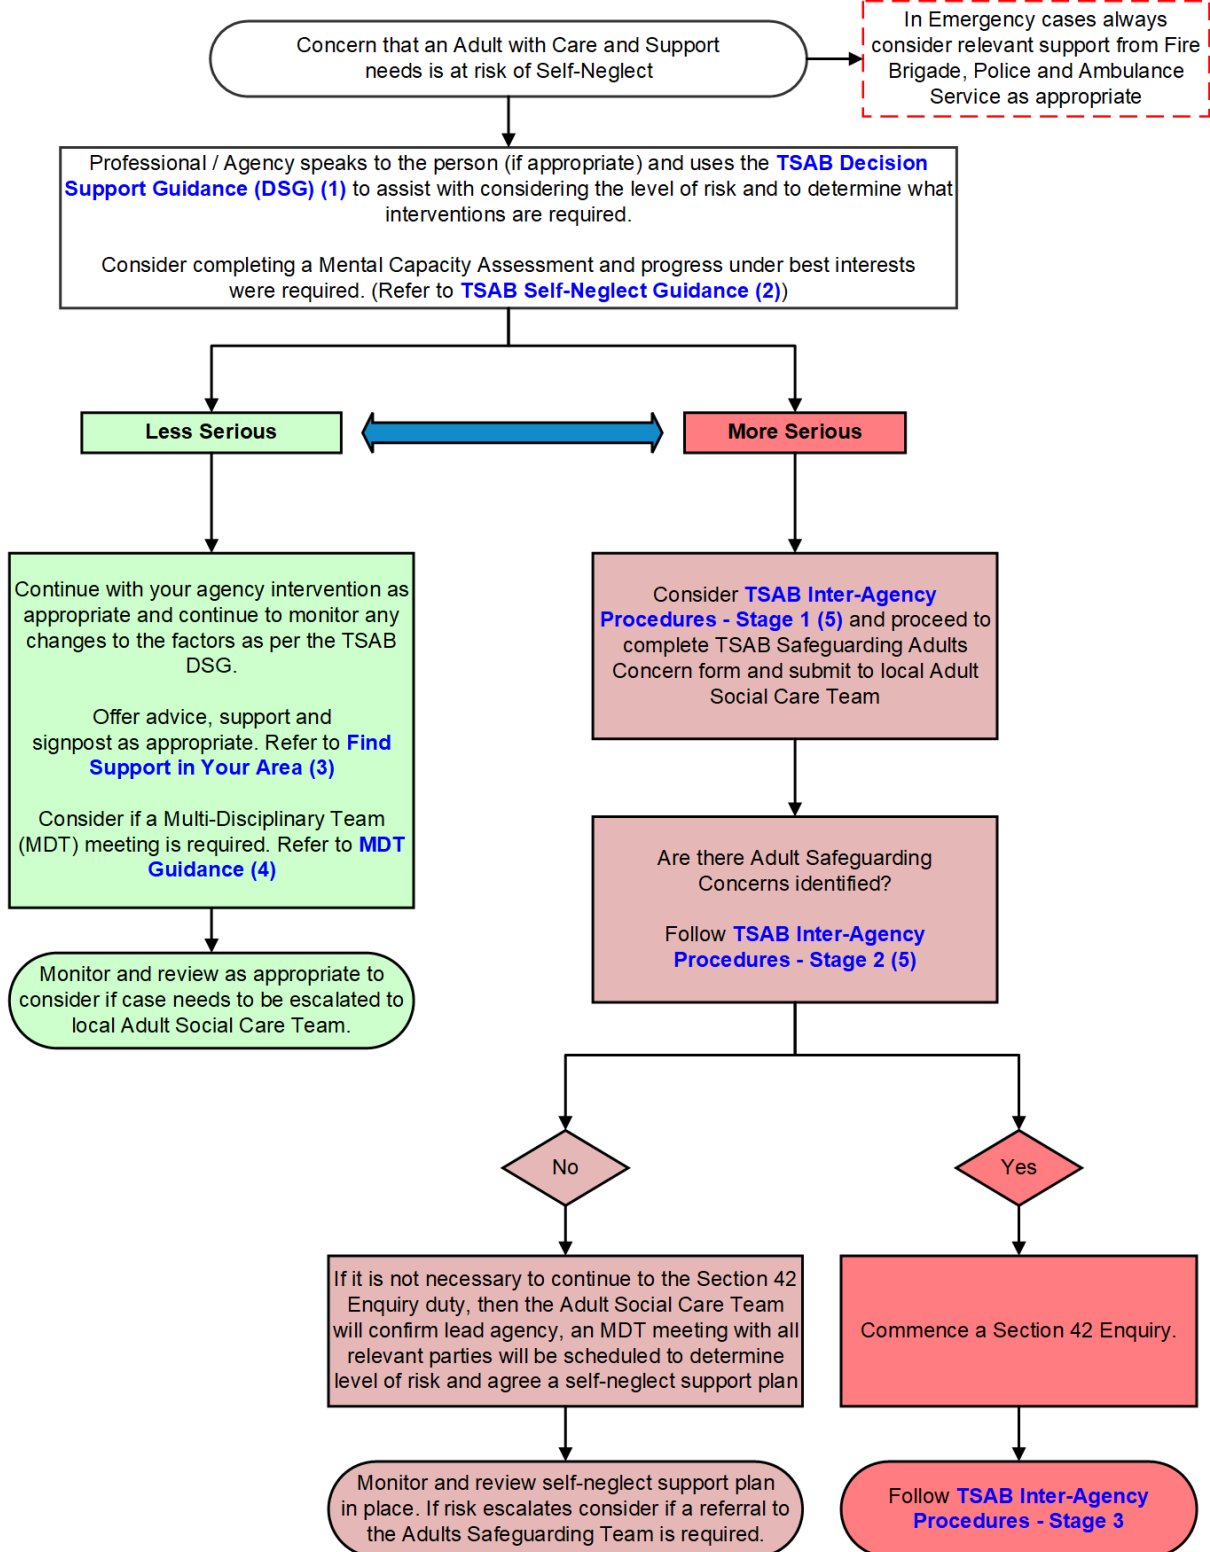 Concern that an Adult with Care and Support
needs is at risk of Self-Neglect
In Emergency cases always
consider relevant support from Fire
Brigade, Police and Ambulance
Service as appropriate
Professional / Agency speaks to the person (if appropriate) and uses the TSAB Decision
Support Guidance (DSG) (1) to assist with considering the level of risk and to determine what
interventions are required.
Consider completing a Mental Capacity Assessment and progress under best interests
were required. (Refer to TSAB Self-Neglect Guidance (2))
Less Serious
More Serious
Continue with your agency intervention as
appropriate and continue to monitor any
changes to the factors as per the TSAB
DSG.
Offer advice, support and
signpost as appropriate. Refer to Find
Support in Your Area (3)
Consider if a Multi-Disciplinary Team
(MDT) meeting is required. Refer to MDT
Guidance (4)
Monitor and review as appropriate to
consider if case needs to be escalated to
local Adult Social Care Team.
Consider TSAB Inter-Agency
Procedures - Stage 1 (5) and proceed to
complete TSAB Safeguarding Adults
Concern form and submit to local Adult
Social Care Team
Are there Adult Safeguarding
Concerns identified?
Follow TSAB Inter-Agency
Procedures - Stage 2 (5)
No
Yes
If it is not necessary to continue to the Section 42
Enquiry duty, then the Adult Social Care Team
will confirm lead agency, an MDT meeting with all
relevant parties will be scheduled to determine
level of risk and agree a self-neglect support plan
Commence a Section 42 Enquiry.
Monitor and review self-neglect support plan
in place. If risk escalates consider if a referral to
the Adults Safeguarding Team is required.
Follow TSAB Inter-Agency
Procedures - Stage 3